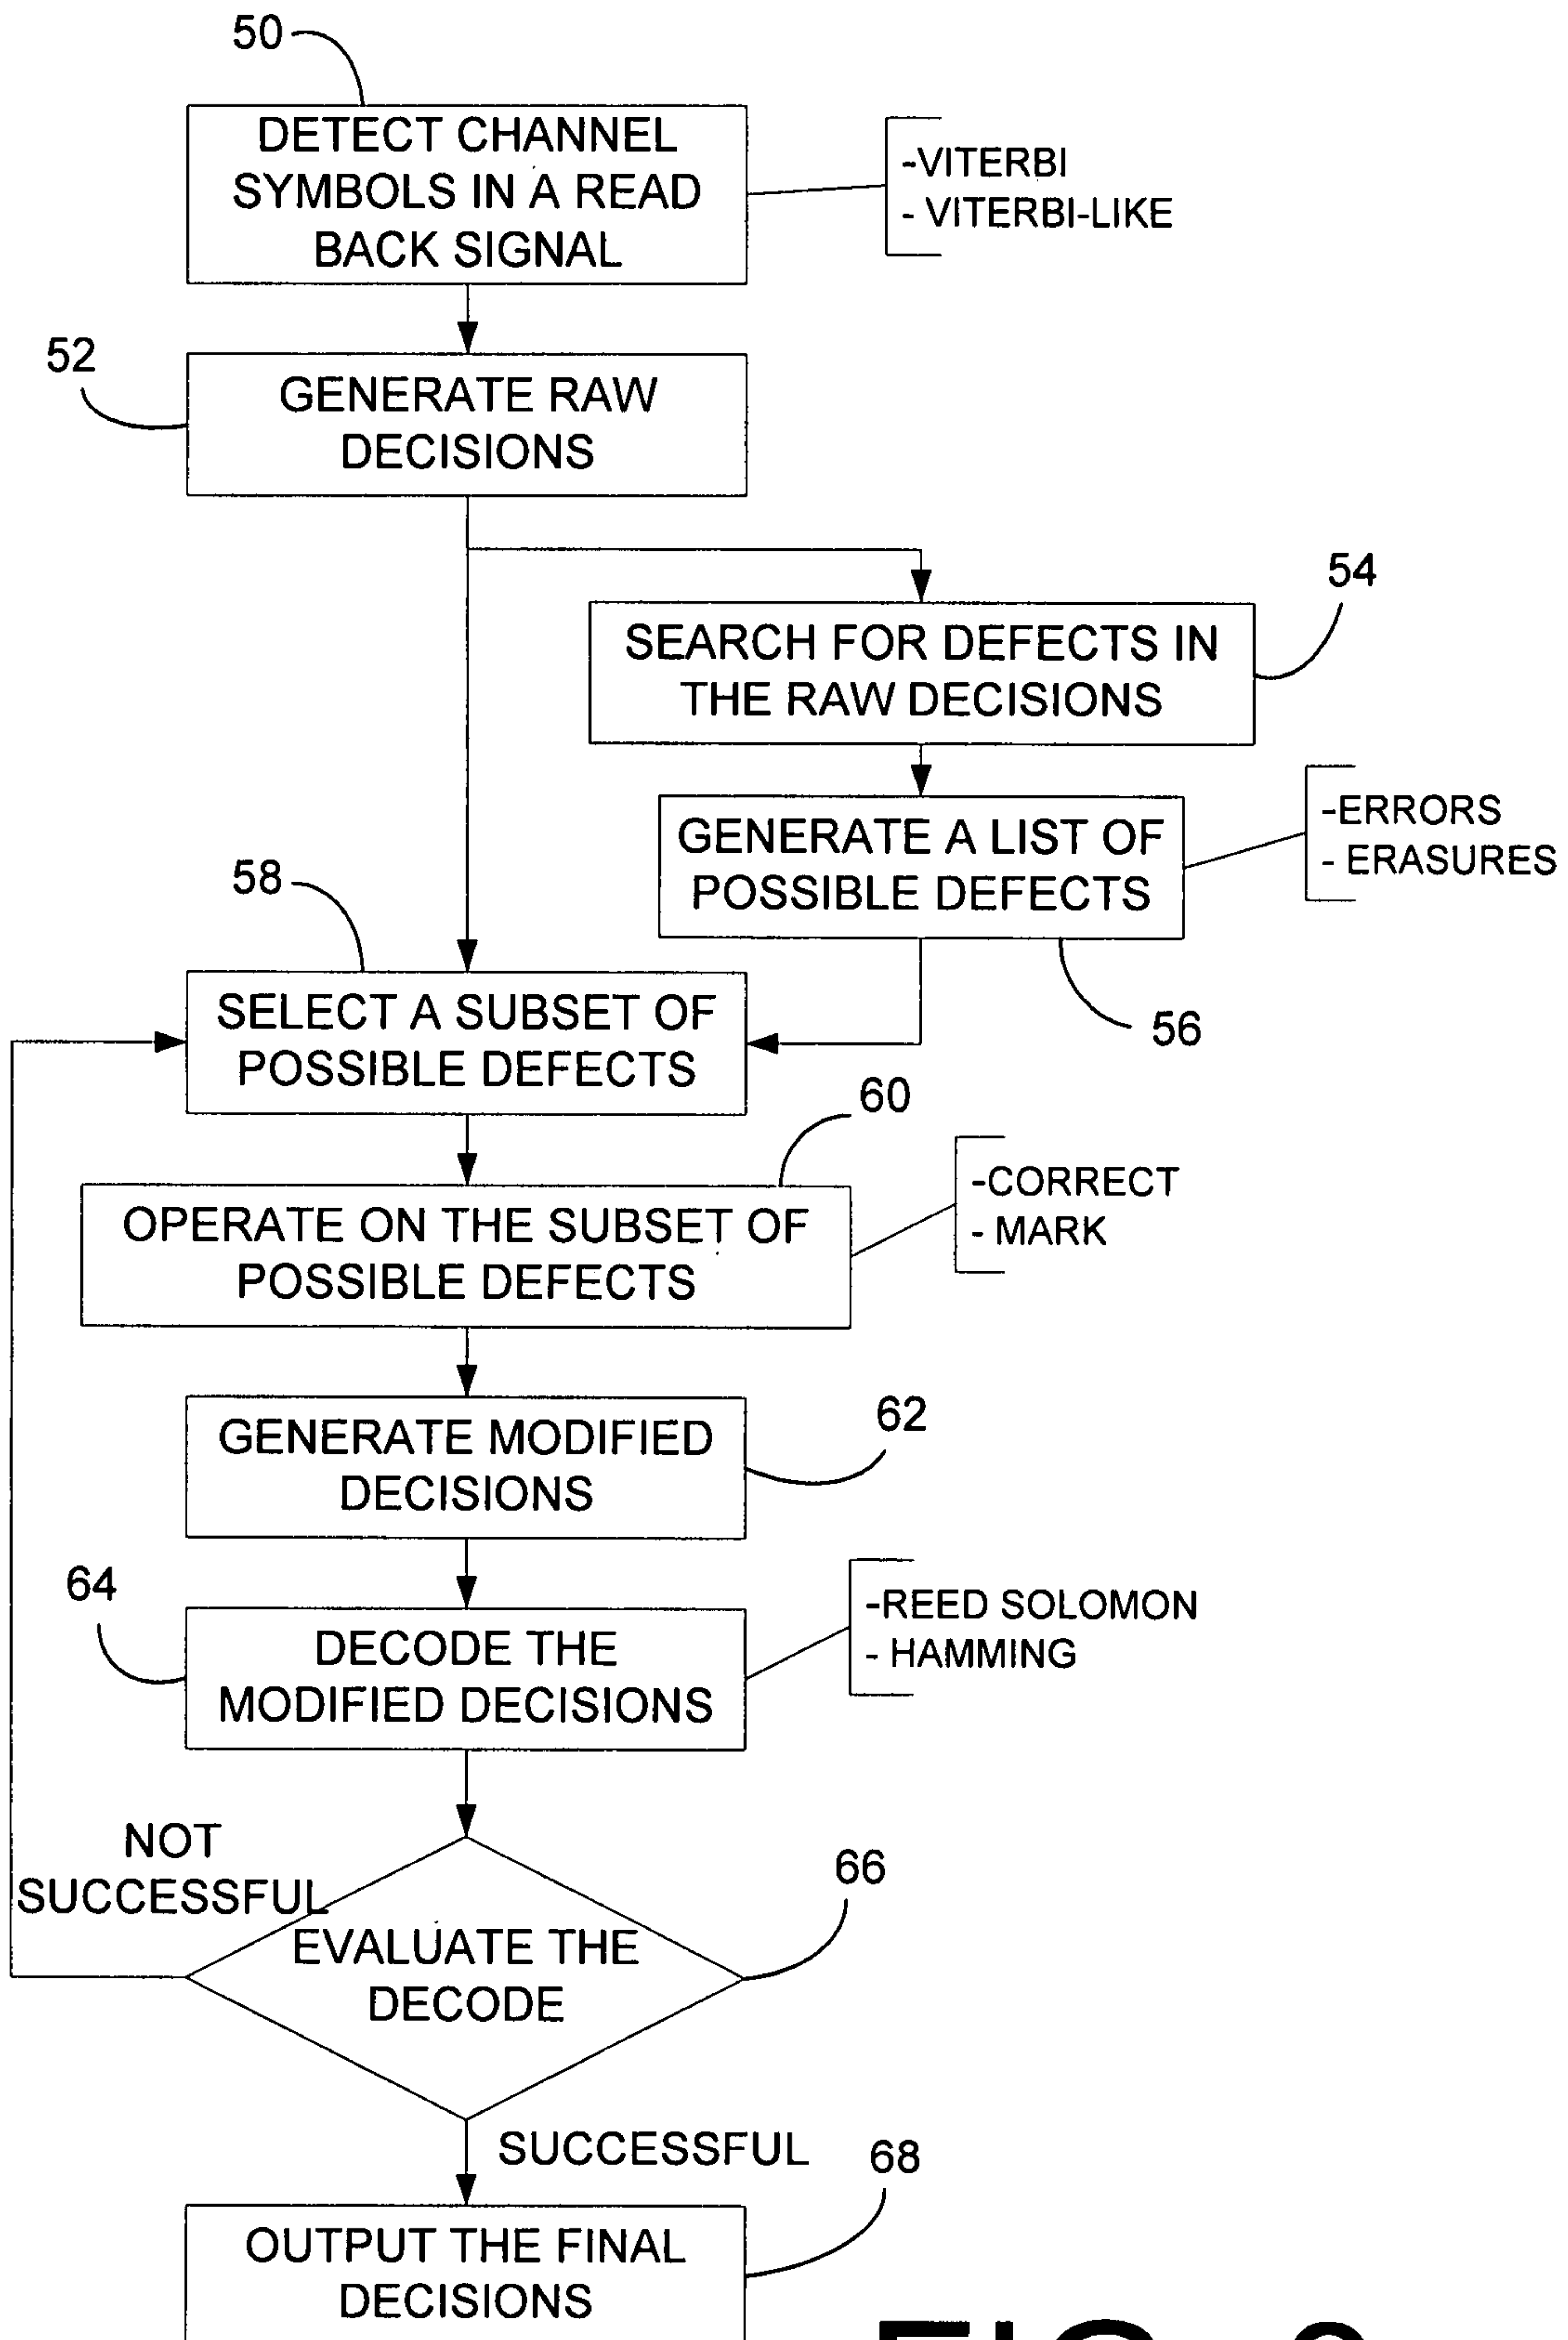 50
DETECT CHANNEL
SYMBOLS IN A READ
BACK SIGNAL
-VITERBI
- VITERBI-LIKE
52
GENERATE RAW
DECISIONS
54
SEARCH FOR DEFECTS IN
THE RAW DECISIONS
GENERATE A LIST OF
POSSIBLE DEFECTS
-ERRORS
- ERASURES
56
58
SELECT A SUBSET OF
POSSIBLE DEFECTS
60
OPERATE ON THE SUBSET OF
POSSIBLE DEFECTS
-CORRECT
- MARK
GENERATE MODIFIED
DECISIONS
62
64
DECODE THE
MODIFIED DECISIONS
-REED SOLOMON
- HAMMING
NOT
SUCCESSFUL
66
EVALUATE THE
DECODE
SUCCESSFUL
68
OUTPUT THE FINAL
DECISIONS